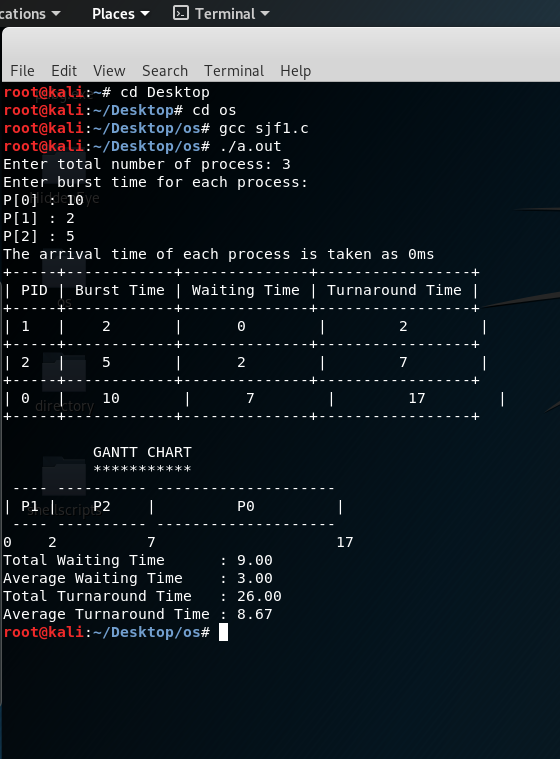 cations Places Terminal
File Edit View Search Terminal Help
root@kali:~# cd Desktop
root@kali:~/Desktop# cd os
root@kali:~/Desktop/os# gcc sjf1.c
root@kali:~/Desktop/os# ./a.out
Enter total number of process: 3
Enter burst time for each process:
P[0] : 10
P[1] : 2
P[2] : 5
The arrival time of each process is taken as 0ms
+-----+------------+--------------+-----------------+
| PID | Burst Time | Waiting Time | Turnaround Time |
+-----+------------+--------------+-----------------+
| 1   |    2       |      0        |        2        |
+-----+------------+--------------+-----------------+
| 2   |    5       |      2        |        7        |
+-----+------------+--------------+-----------------+
| 0   |    10       |      7        |        17        |
+-----+------------+--------------+-----------------+
directory
GANTT CHART
***********
 ---- ---------- --------------------
| P1 |    P2    |         P0         |
shellscripts
 ---- ---------- --------------------
0    2          7                    17
Total Waiting Time      : 9.00
Average Waiting Time    : 3.00
Total Turnaround Time   : 26.00
Average Turnaround Time : 8.67
root@kali:~/Desktop/os#